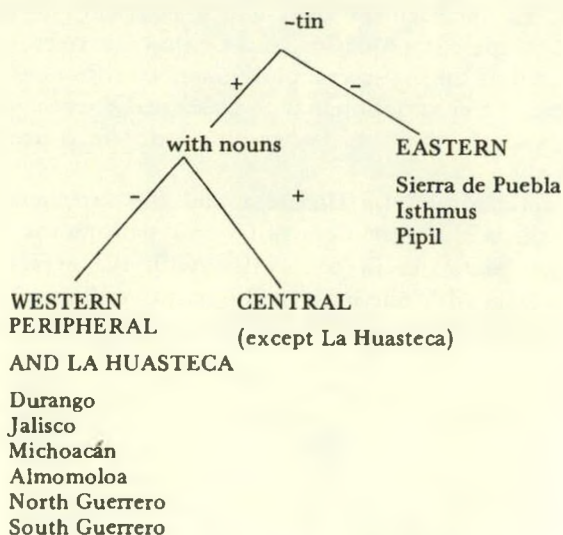 ~tin
+ –
with nouns EASTERN
Sierra de Puebla
Isthmus
Pipil
– +
WESTERN PERIPHERAL
AND LA HUASTECA
Durango
Jalisco
Michoacán
Almomoloa
North Guerrero
South Guerrero
CENTRAL
(except La Huasteca)